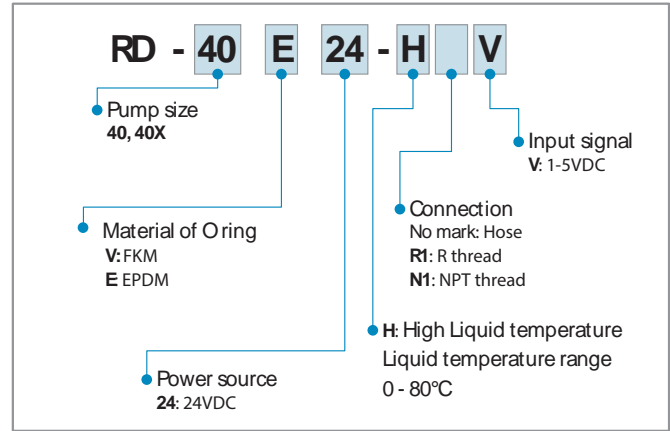 RD - 40 E 24 - H V
Pump size
40, 40X
Input signal
V: 1-5VDC
Material of O ring
V: FKM
E EPDM
Connection
No mark: Hose
R1: R thread
N1: NPT thread
H: High Liquid temperature
Liquid temperature range
0 - 80°C
Power source
24: 24VDC